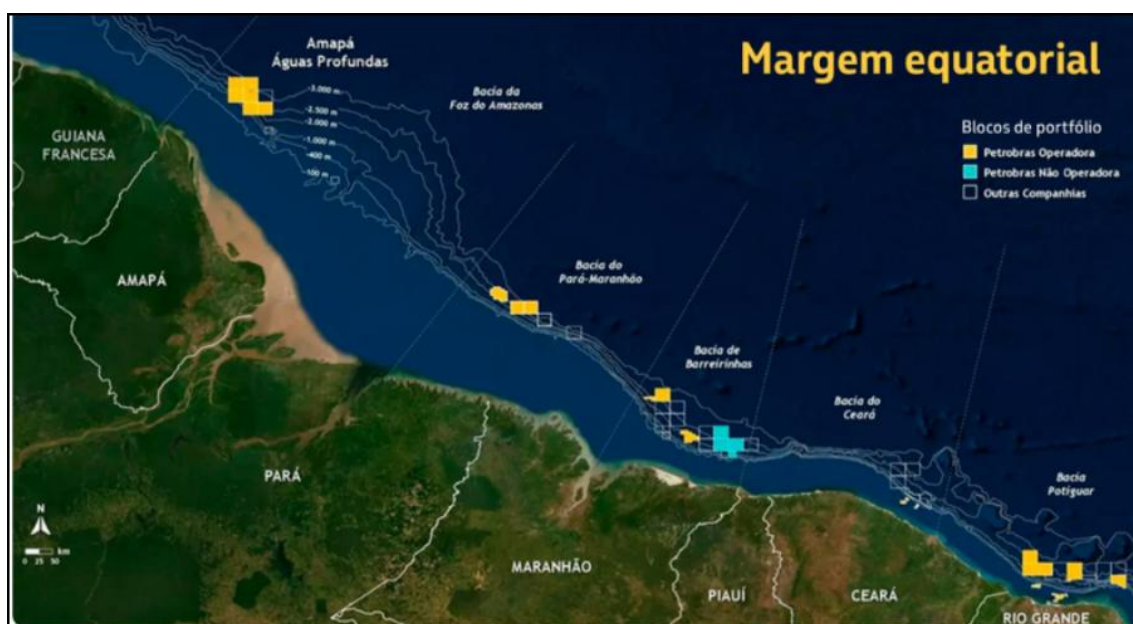 Margem equatorial
Amapá
Águas Profundas
Bacia da
Foz do Amazonas
Blocos de portfólio
Petrobras Operadora
Petrobras Não Operadora
Outras Companhias
-3.000 m
-2.500 m
-2.000 m
-1.000 m
-400 m
-500 m
GUIANA
FRANCESA
AMAPÁ
Bacia do
Pará-Maranhão
Bacia de
Barreirinhas
Bacia do
Ceará
Bacia
Potiguar
PARÁ
N
km
0 25 50
MARANHÃO
PIAUÍ
CEARÁ
RIO GRANDE